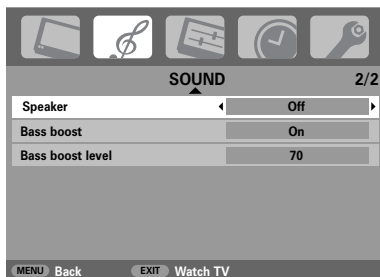 SOUND 2/2
Speaker Off
Bass boost On
Bass boost level 70
MENU Back EXIT Watch TV